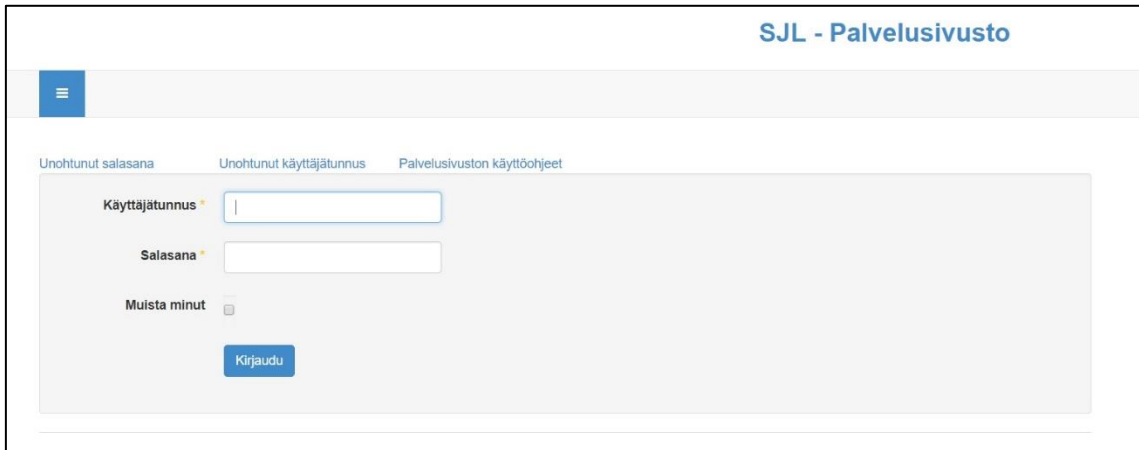 SJL - Palvelusivusto
Unohtunut salasana Unohtunut käyttäjätunnus Palvelusivuston käyttöohjeet
Käyttäjätunnus *
Salasana *
Muista minut
Kirjaudu